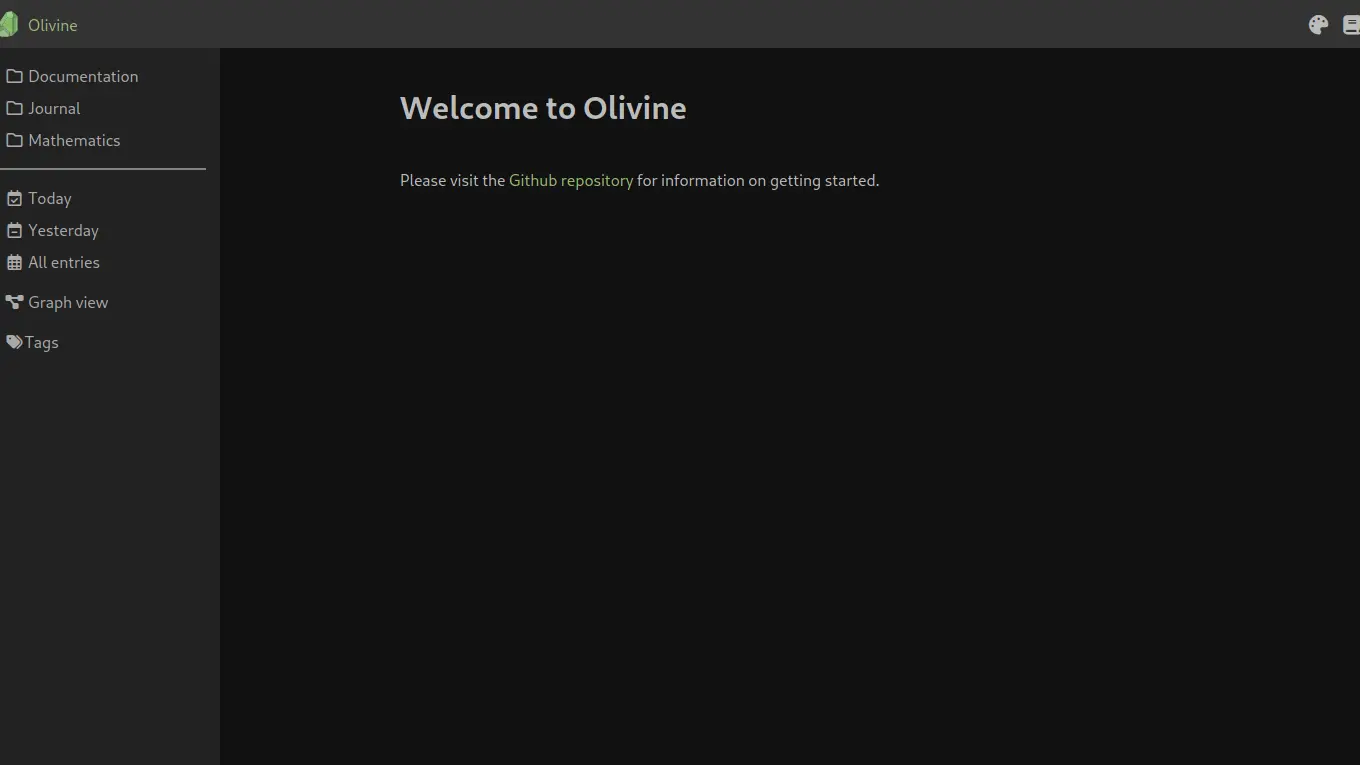 Olivine
Documentation
Journal
Mathematics
Today
Yesterday
All entries
Graph view
Tags
Welcome to Olivine
Please visit the Github repository for information on getting started.